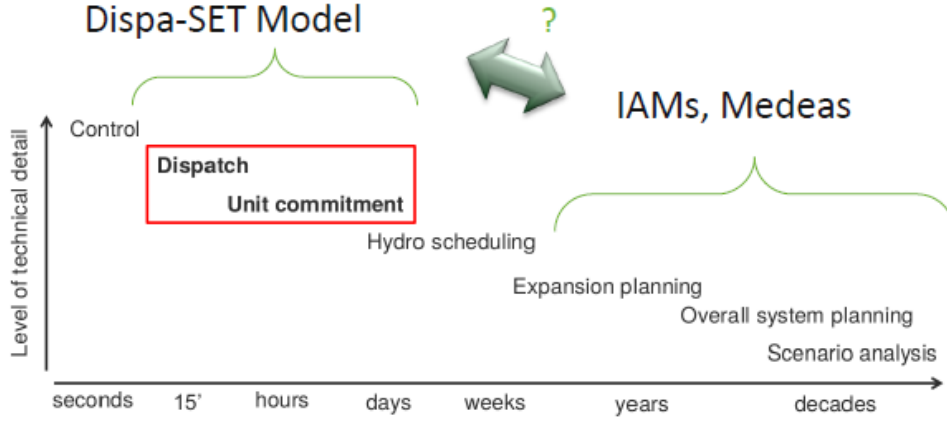 Dispa-SET Model
?
IAMs, Medeas
Level of technical detail
Control
Dispatch
Unit commitment
Hydro scheduling
Expansion planning
Overall system planning
Scenario analysis
seconds 15' hours days weeks years decades